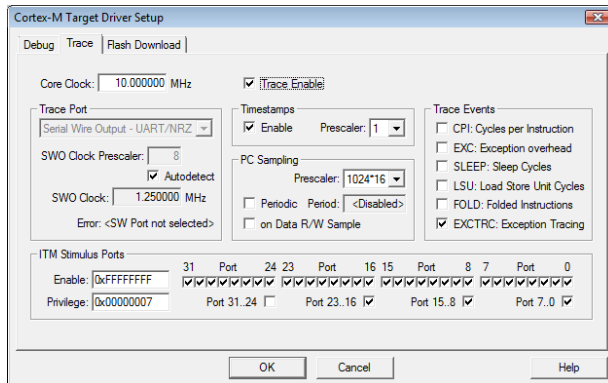 Cortex-M Target Driver Setup
Debug Trace Flash Download
Core Clock: 10.000000 MHz Trace Enable
Trace Port Timestamps Trace Events
Serial Wire Output - UART/NRZ Enable Prescaler: 1 CPI: Cycles per Instruction
EXC: Exception overhead
SWO Clock Prescaler: 8 PC Sampling SLEEP: Sleep Cycles
Autodetect Prescaler: 1024*16 LSU: Load Store Unit Cycles
SWO Clock: 1.250000 MHz Periodic Period: <Disabled> FOLD: Folded Instructions
Error: <SW Port not selected> on Data R/W Sample EXCTRC: Exception Tracing
ITM Stimulus Ports
31 Port 24 23 Port 16 15 Port 8 7 Port 0
Enable: 0xFFFFFFFF
Privilege: 0x00000007 Port 31..24 Port 23..16 Port 15..8 Port 7..0
OK Cancel Help